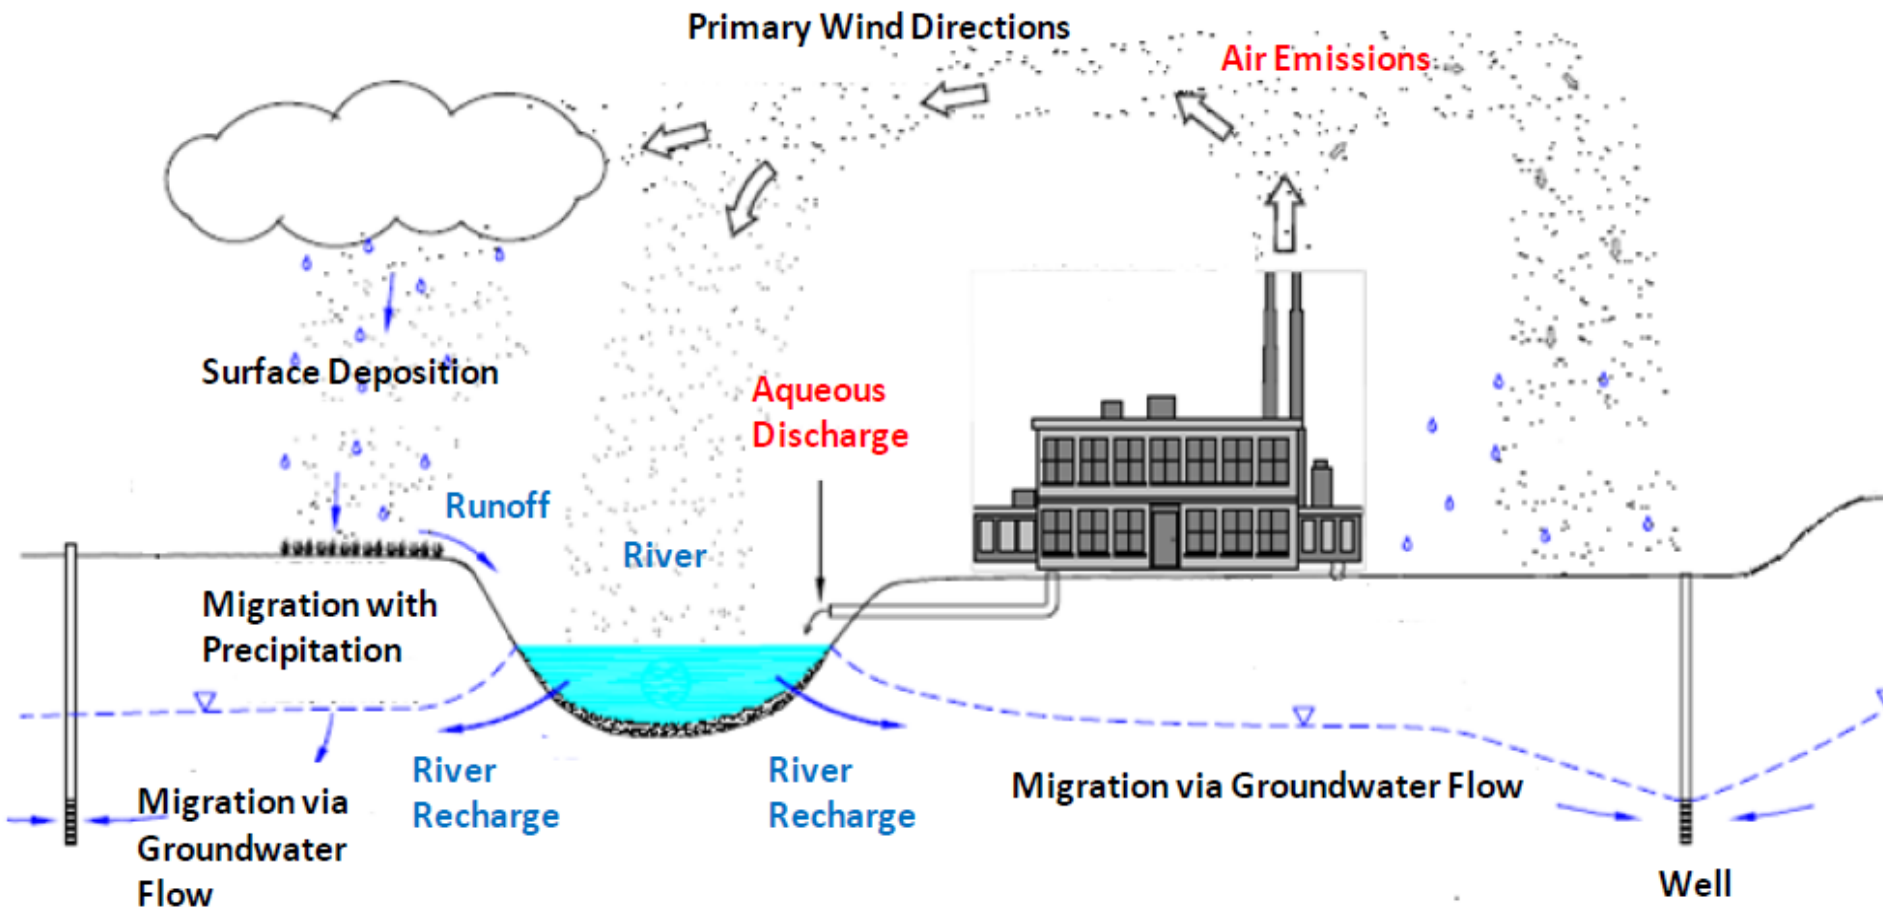 Primary Wind Directions
Air Emissions
Surface Deposition
Aqueous
Discharge
Runoff
River
Migration with
Precipitation
River
Recharge
River
Recharge
Migration via Groundwater Flow
Migration via
Groundwater
Flow
Well